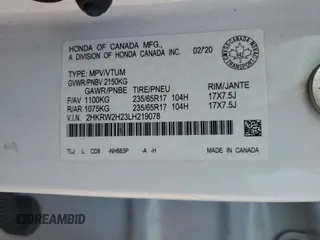 HONDA OF CANADA MFG.,
A DIVISION OF HONDA CANADA INC. 02/20
TYPE: MPV/VTUM
GVWR/PNBV 2150KG
GAWR/PNBE TIRE/PNEU RIM/JANTE
F/AV 1100KG 235/65R17 104H 17X7.5J
R/AR 1075KG 235/65R17 104H 17X7.5J
V.I.N. 2HKRW2H23LH219078
TLJ L CD8 -NH883P -A -H
MADE IN CANADA
CDREAMBID